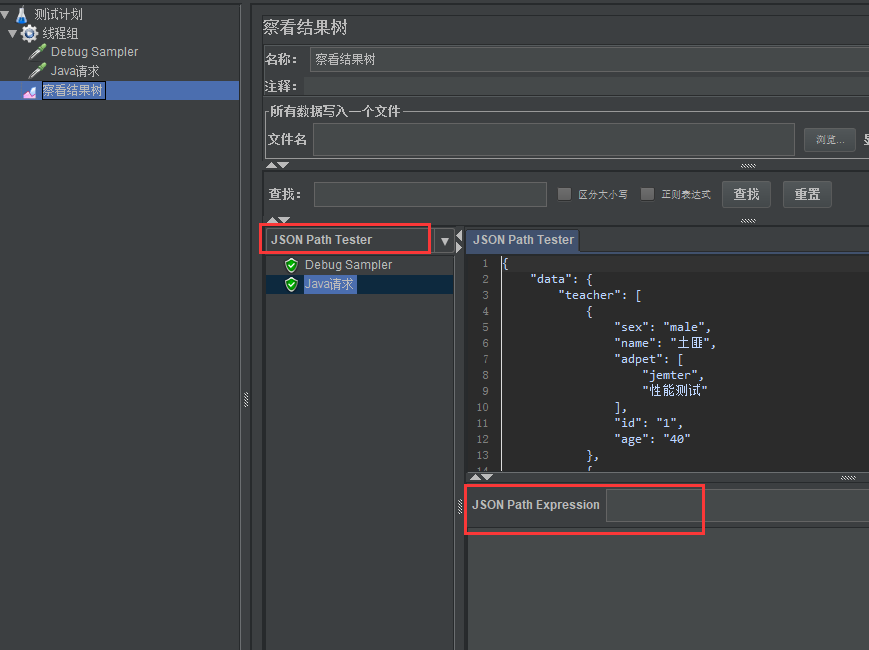 测试计划
线程组
Debug Sampler
Java请求
察看结果树
察看结果树
名称： 察看结果树
注释：
所有数据写入一个文件
文件名 浏览...
查找： 区分大小写 正则表达式 查找 重置
JSON Path Tester
Debug Sampler
Java请求
JSON Path Tester
1 {
2 "data": {
3 "teacher": [
4 {
5 "sex": "male",
6 "name": "土匪",
7 "adpet": [
8 "jemter",
9 "性能测试"
10 ],
11 "id": "1",
12 "age": "40"
13 },
14 {
JSON Path Expression